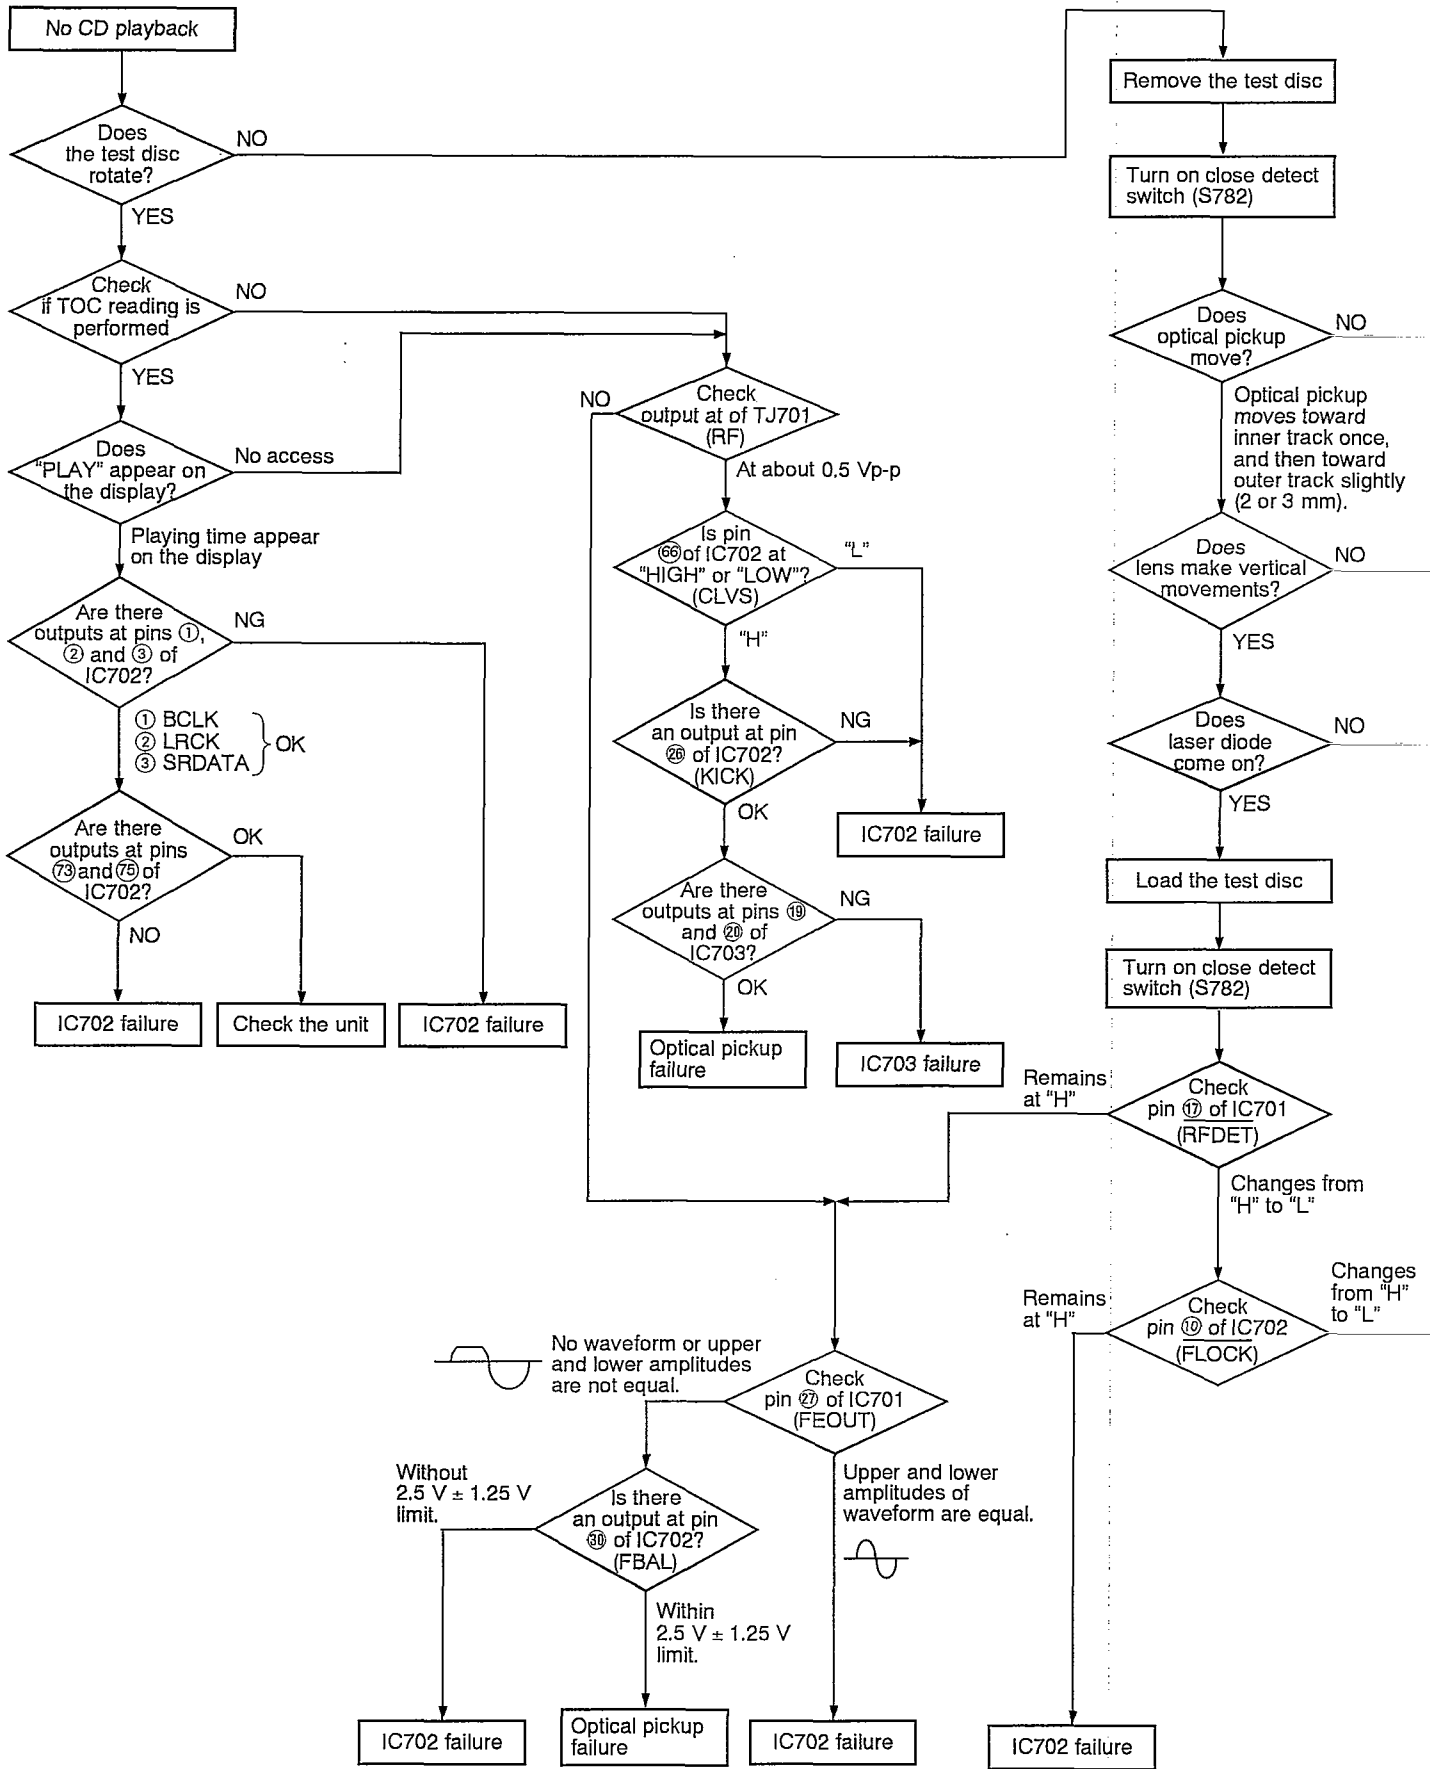 No CD playback
Does
the test disc
rotate?
NO
YES
Check
if TOC reading is
performed
NO
YES
Does
“PLAY” appear on
the display?
No access
Playing time appear
on the display
Are there
outputs at pins ①,
② and ③ of
IC702?
NG
① BCLK
② LRCK
③ SRDATA
OK
Are there
outputs at pins
㊆㊂73 and 75 of
IC702?
OK
NO
IC702 failure
Check the unit
IC702 failure
Check
output at of TJ701
(RF)
NO
At about 0.5 Vp-p
Is pin
66 of IC702 at
“HIGH” or “LOW”?
(CLVS)
“L”
“H”
Is there
an output at pin
㉖ of IC702?
(KICK)
NG
OK
IC702 failure
Are there
outputs at pins ⑲
and ⑳ of
IC703?
NG
OK
Optical pickup
failure
IC703 failure
Remove the test disc
Turn on close detect
switch (S782)
Does
optical pickup
move?
NO
Optical pickup
moves toward
inner track once,
and then toward
outer track slightly
(2 or 3 mm).
Does
lens make vertical
movements?
NO
YES
Does
laser diode
come on?
NO
YES
Load the test disc
Turn on close detect
switch (S782)
Check
pin ⑰ of IC701
(RFDET)
Remains
at “H”
Changes from
“H” to “L”
Check
pin ⑩ of IC702
(FLOCK)
Remains
at “H”
Changes
from “H”
to “L”
Check
pin ㉗ of IC701
(FEOUT)
No waveform or upper
and lower amplitudes
are not equal.
Upper and lower
amplitudes of
waveform are equal.
Is there
an output at pin
㉚ of IC702?
(FBAL)
Without
2.5 V ± 1.25 V
limit.
Within
2.5 V ± 1.25 V
limit.
IC702 failure
Optical pickup
failure
IC702 failure
IC702 failure